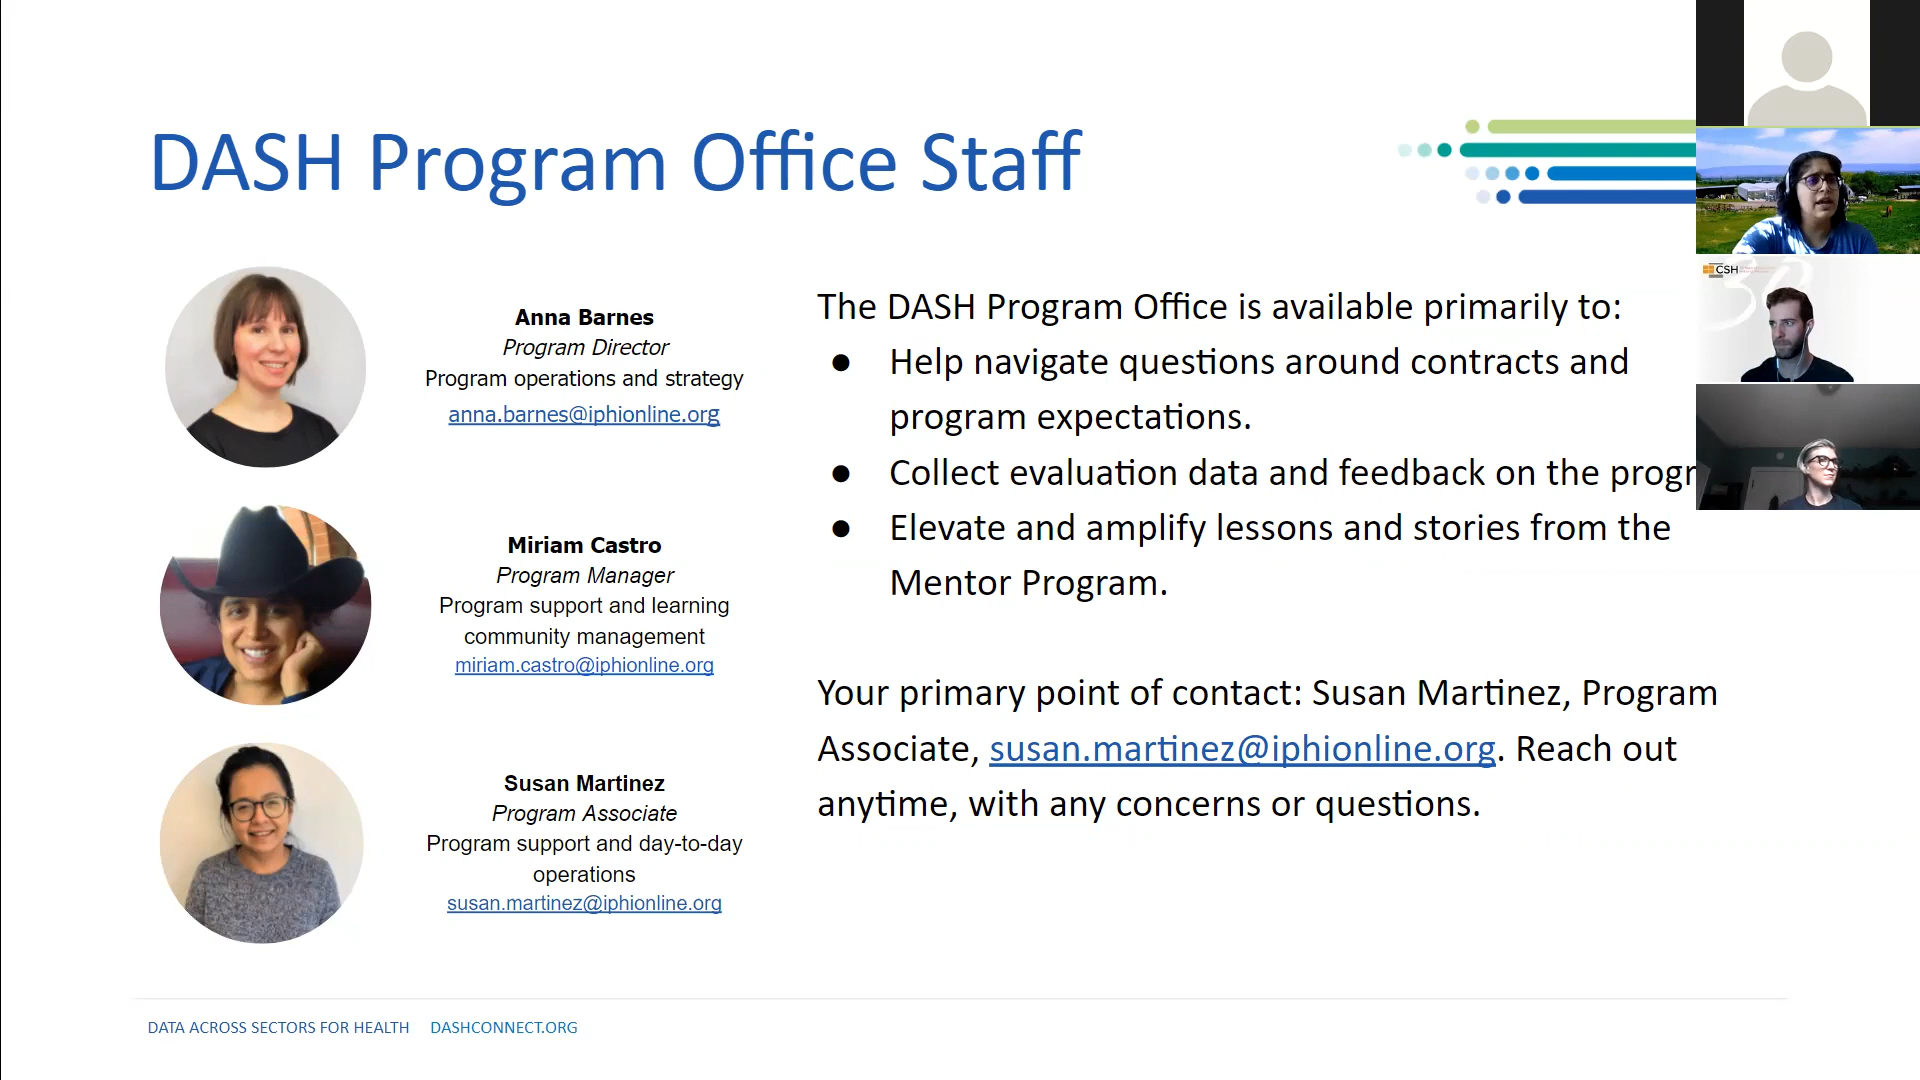 DASH Program Office Staff
Anna Barnes
Program Director
Program operations and strategy
anna.barnes@iphionline.org
Miriam Castro
Program Manager
Program support and learning
community management
miriam.castro@iphionline.org
Susan Martinez
Program Associate
Program support and day-to-day
operations
susan.martinez@iphionline.org
The DASH Program Office is available primarily to:
● Help navigate questions around contracts and
program expectations.
● Collect evaluation data and feedback on the progr
● Elevate and amplify lessons and stories from the
Mentor Program.
Your primary point of contact: Susan Martinez, Program
Associate, susan.martinez@iphionline.org. Reach out
anytime, with any concerns or questions.
CSH
DATA ACROSS SECTORS FOR HEALTH DASHCONNECT.ORG